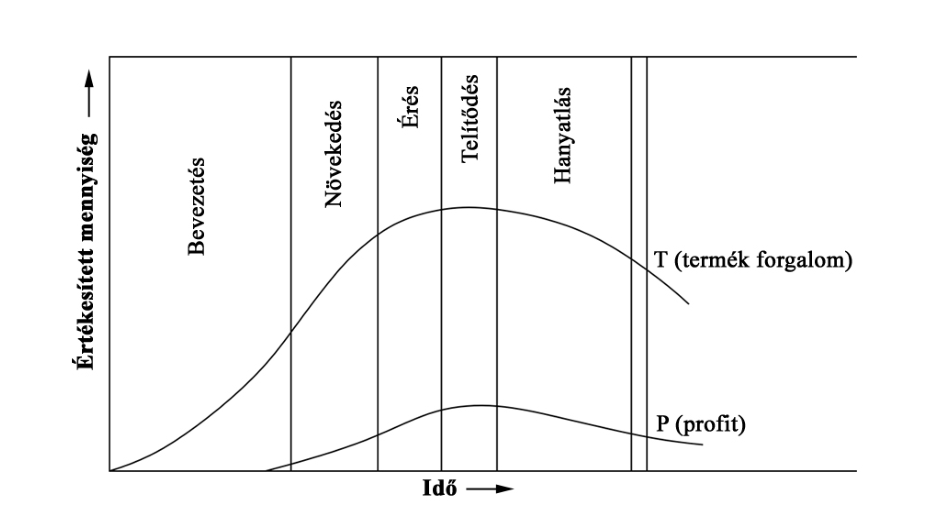 Értékesített mennyiség
Bevezetés
Növekedés
Érés
Telítődés
Hanyatlás
T (termék forgalom)
P (profit)
Idő